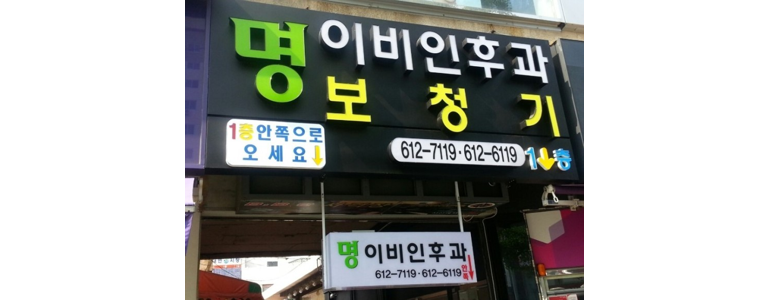 명 이비인후과
보청기
1층안쪽으로
오세요↓
612-7119·612-6119 1↓층
명 이비인후과
612-7119·612-6119